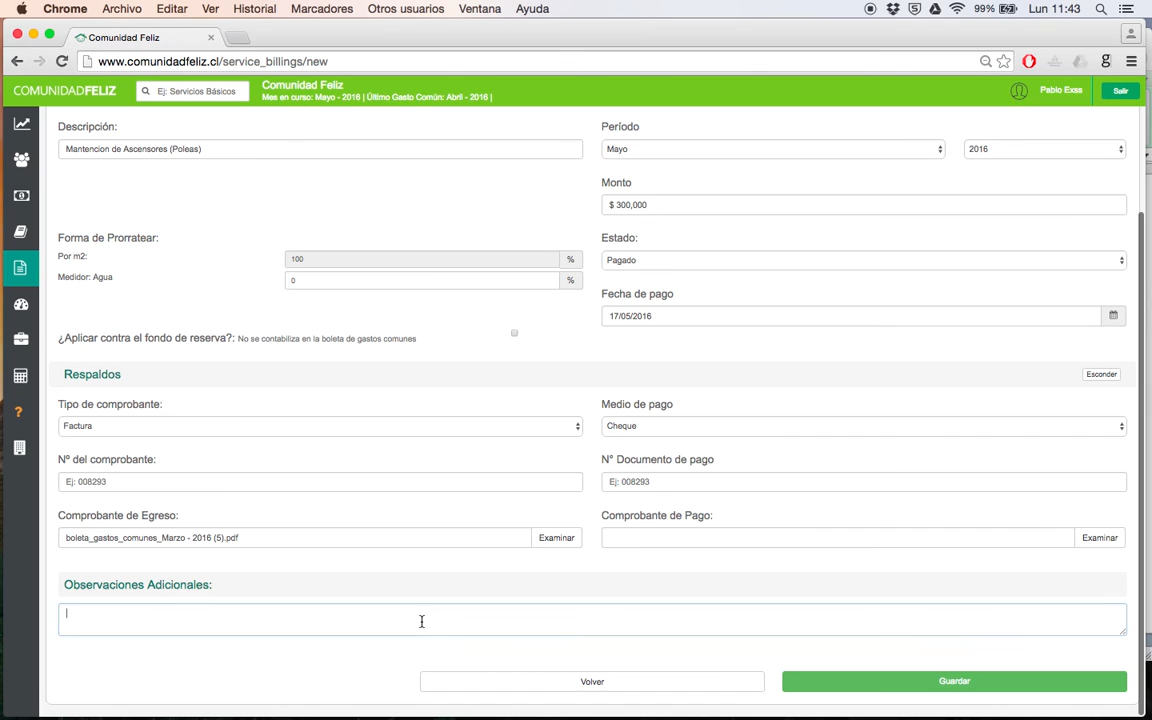 Chrome Archivo Editar Ver Historial Marcadores Otros usuarios Ventana Ayuda 99% Lun 11:43
Comunidad Feliz
www.comunidadfeliz.cl/service_billings/new
COMUNIDADFELIZ Ej: Servicios Básicos Comunidad Feliz Pablo Exss Salir
Mes en curso: Mayo - 2016 | Último Gasto Común: Abril - 2016 |
Descripción: Período
Mantencion de Ascensores (Poleas) Mayo 2016
Monto
$ 300,000
Forma de Prorratear: Estado:
Por m2: 100 % Pagado
Medidor: Agua 0 %
Fecha de pago
17/05/2016
¿Aplicar contra el fondo de reserva?: No se contabiliza en la boleta de gastos comunes
Respaldos Esconder
Tipo de comprobante: Medio de pago
Factura Cheque
Nº del comprobante: N° Documento de pago
Ej: 008293 Ej: 008293
Comprobante de Egreso: Comprobante de Pago:
boleta_gastos_comunes_Marzo - 2016 (5).pdf Examinar Examinar
Observaciones Adicionales:
Volver Guardar